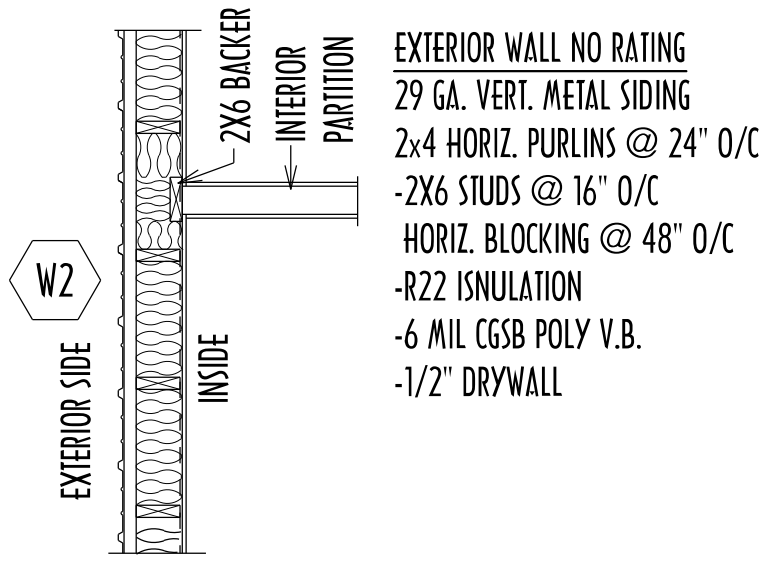 EXTERIOR WALL NO RATING
29 GA. VERT. METAL SIDING
2x4 HORIZ. PURLINS @ 24" O/C
-2X6 STUDS @ 16" O/C
HORIZ. BLOCKING @ 48" O/C
-R22 ISNULATION
-6 MIL CGSB POLY V.B.
-1/2" DRYWALL
2X6 BACKER
INTERIOR
PARTITION
W2
EXTERIOR SIDE
INSIDE